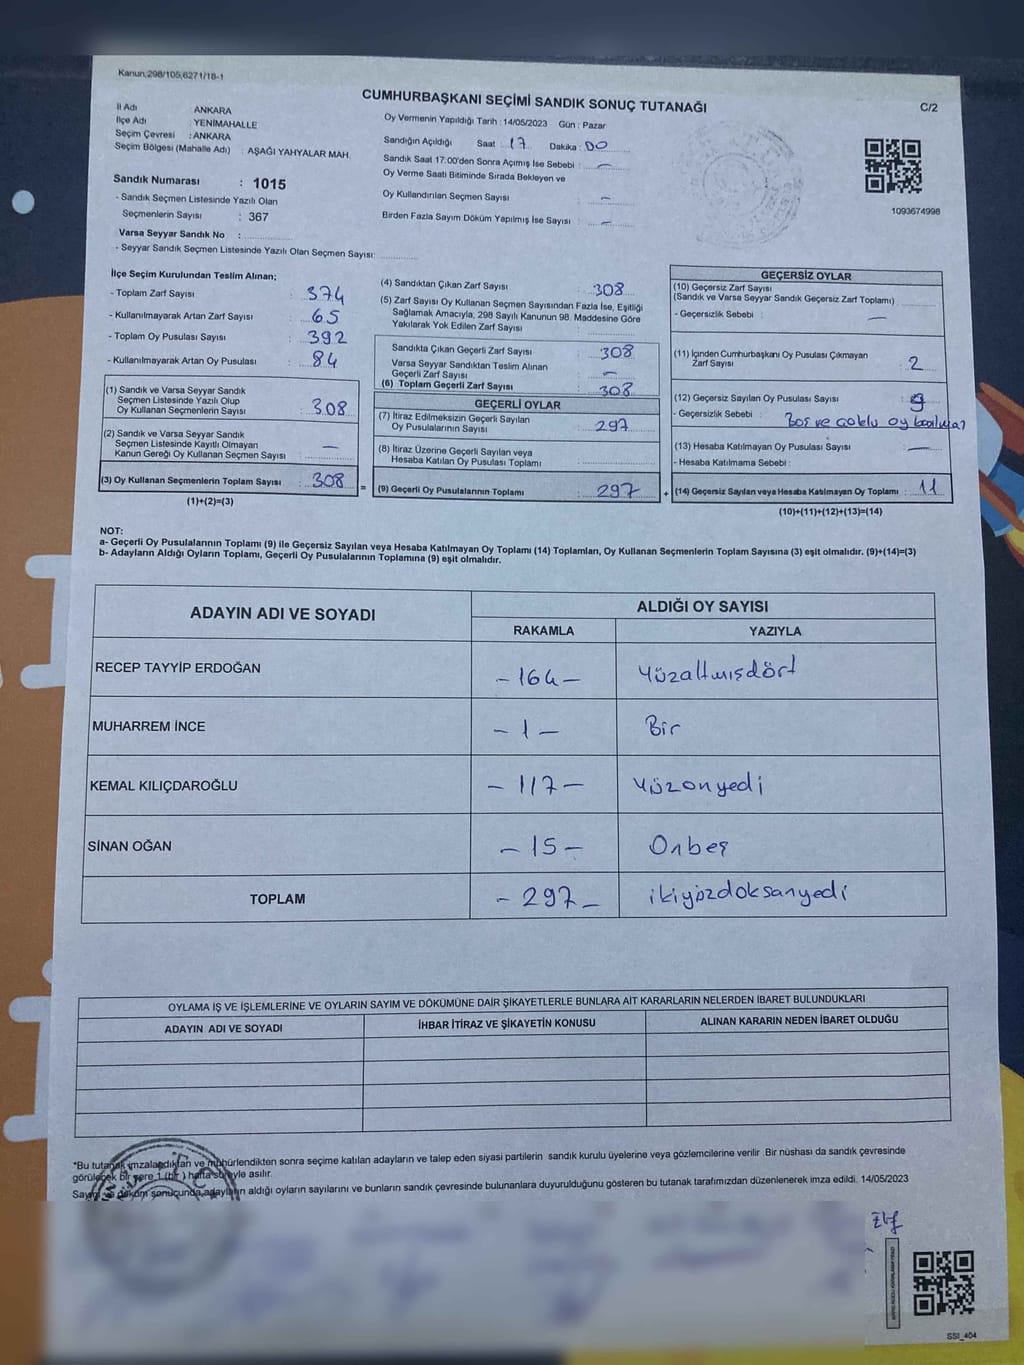 Kanun,298/105,6271/18-1
CUMHURBAŞKANI SEÇİMİ SANDIK SONUÇ TUTANAĞI
C/2
İl Adı : ANKARA
İlçe Adı : YENİMAHALLE
Seçim Çevresi : ANKARA
Seçim Bölgesi (Mahalle Adı) : AŞAĞI YAHYALAR MAH.
Sandık Numarası : 1015
- Sandık Seçmen Listesinde Yazılı Olan
Seçmenlerin Sayısı : 367
Varsa Seyyar Sandık No :
- Seyyar Sandık Seçmen Listesinde Yazılı Olan Seçmen Sayısı:
Oy Vermenin Yapıldığı Tarih : 14/05/2023 Gün : Pazar
Sandığın Açıldığı Saat : 17 Dakika : 00
Sandık Saat 17:00'den Sonra Açımış İse Sebebi : —
Oy Verme Saati Bitiminde Sırada Bekleyen ve
Oy Kullandırılan Seçmen Sayısı : —
Birden Fazla Sayım Döküm Yapılmış İse Sayısı : —
1093674998
İlçe Seçim Kurulundan Teslim Alınan;
- Toplam Zarf Sayısı : 374
- Kullanılmayarak Artan Zarf Sayısı : 65
- Toplam Oy Pusulası Sayısı : 392
- Kullanılmayarak Artan Oy Pusulası : 84
(1) Sandık ve Varsa Seyyar Sandık
Seçmen Listesinde Yazılı Olup
Oy Kullanan Seçmenlerin Sayısı : 308
(2) Sandık ve Varsa Seyyar Sandık
Seçmen Listesinde Kayıtlı Olmayan
Kanun Gereği Oy Kullanan Seçmen Sayısı : —
(3) Oy Kullanan Seçmenlerin Toplam Sayısı : 308
(1)+(2)=(3)
(4) Sandıktan Çıkan Zarf Sayısı : 308
(5) Zarf Sayısı Oy Kullanan Seçmen Sayısından Fazla İse, Eşitliği
Sağlamak Amacıyla, 298 Sayılı Kanunun 98. Maddesine Göre
Yakılarak Yok Edilen Zarf Sayısı
Sandıkta Çıkan Geçerli Zarf Sayısı : 308
Varsa Seyyar Sandıktan Teslim Alınan
Geçerli Zarf Sayısı : —
(6) Toplam Geçerli Zarf Sayısı : 308
GEÇERLİ OYLAR
(7) İtiraz Edilmeksizin Geçerli Sayılan
Oy Pusulalarının Sayısı : 297
(8) İtiraz Üzerine Geçerli Sayılan veya
Hesaba Katılan Oy Pusulası Toplamı :
= (9) Geçerli Oy Pusulalarının Toplamı : 297
GEÇERSİZ OYLAR
(10) Geçersiz Zarf Sayısı
(Sandık ve Varsa Seyyar Sandık Geçersiz Zarf Toplamı)
- Geçersizlik Sebebi : —
(11) İçinden Cumhurbaşkanı Oy Pusulası Çıkmayan
Zarf Sayısı : 2
(12) Geçersiz Sayılan Oy Pusulası Sayısı : 9
- Geçersizlik Sebebi : Boş ve çoklu oy
(13) Hesaba Katılmayan Oy Pusulası Sayısı : —
- Hesaba Katılmama Sebebi :
+ (14) Geçersiz Sayılan veya Hesaba Katılmayan Oy Toplamı : 11
(10)+(11)+(12)+(13)=(14)
NOT:
a- Geçerli Oy Pusulalarının Toplamı (9) ile Geçersiz Sayılan veya Hesaba Katılmayan Oy Toplamı (14) Toplamları, Oy Kullanan Seçmenlerin Toplam Sayısına (3) eşit olmalıdır. (9)+(14)=(3)
b- Adayların Aldığı Oyların Toplamı, Geçerli Oy Pusulalarının Toplamına (9) eşit olmalıdır.
ADAYIN ADI VE SOYADI ALDIĞI OY SAYISI
RAKAMLA YAZIYLA
RECEP TAYYİP ERDOĞAN - 164 - Yüzaltmışdört
MUHARREM İNCE - 1 - Bir
KEMAL KILIÇDAROĞLU - 117 - Yüzonyedi
SİNAN OĞAN - 15 - Onbeş
TOPLAM - 297 - ikiyüzdoksanyedi
OYLAMA İŞ VE İŞLEMLERİNE VE OYLARIN SAYIM VE DÖKÜMÜNE DAİR ŞİKAYETLERLE BUNLARA AİT KARARLARIN NELERDEN İBARET BULUNDUKLARI
ADAYIN ADI VE SOYADI İHBAR İTİRAZ VE ŞİKAYETİN KONUSU ALINAN KARARIN NEDEN İBARET OLDUĞU
*Bu tutanak imzalandıktan ve mühürlendikten sonra seçime katılan adayların ve talep eden siyasi partilerin sandık kurulu üyelerine veya gözlemcilerine verilir. Bir nüshası da sandık çevresinde
görülecek bir yere 1 (bir) hafta süreyle asılır.
Sayım ve döküm sonucunda,adayların aldığı oyların sayılarını ve bunların sandık çevresinde bulunanlara duyurulduğunu gösteren bu tutanak tarafımızdan düzenlenerek imza edildi. 14/05/2023
SSI_404